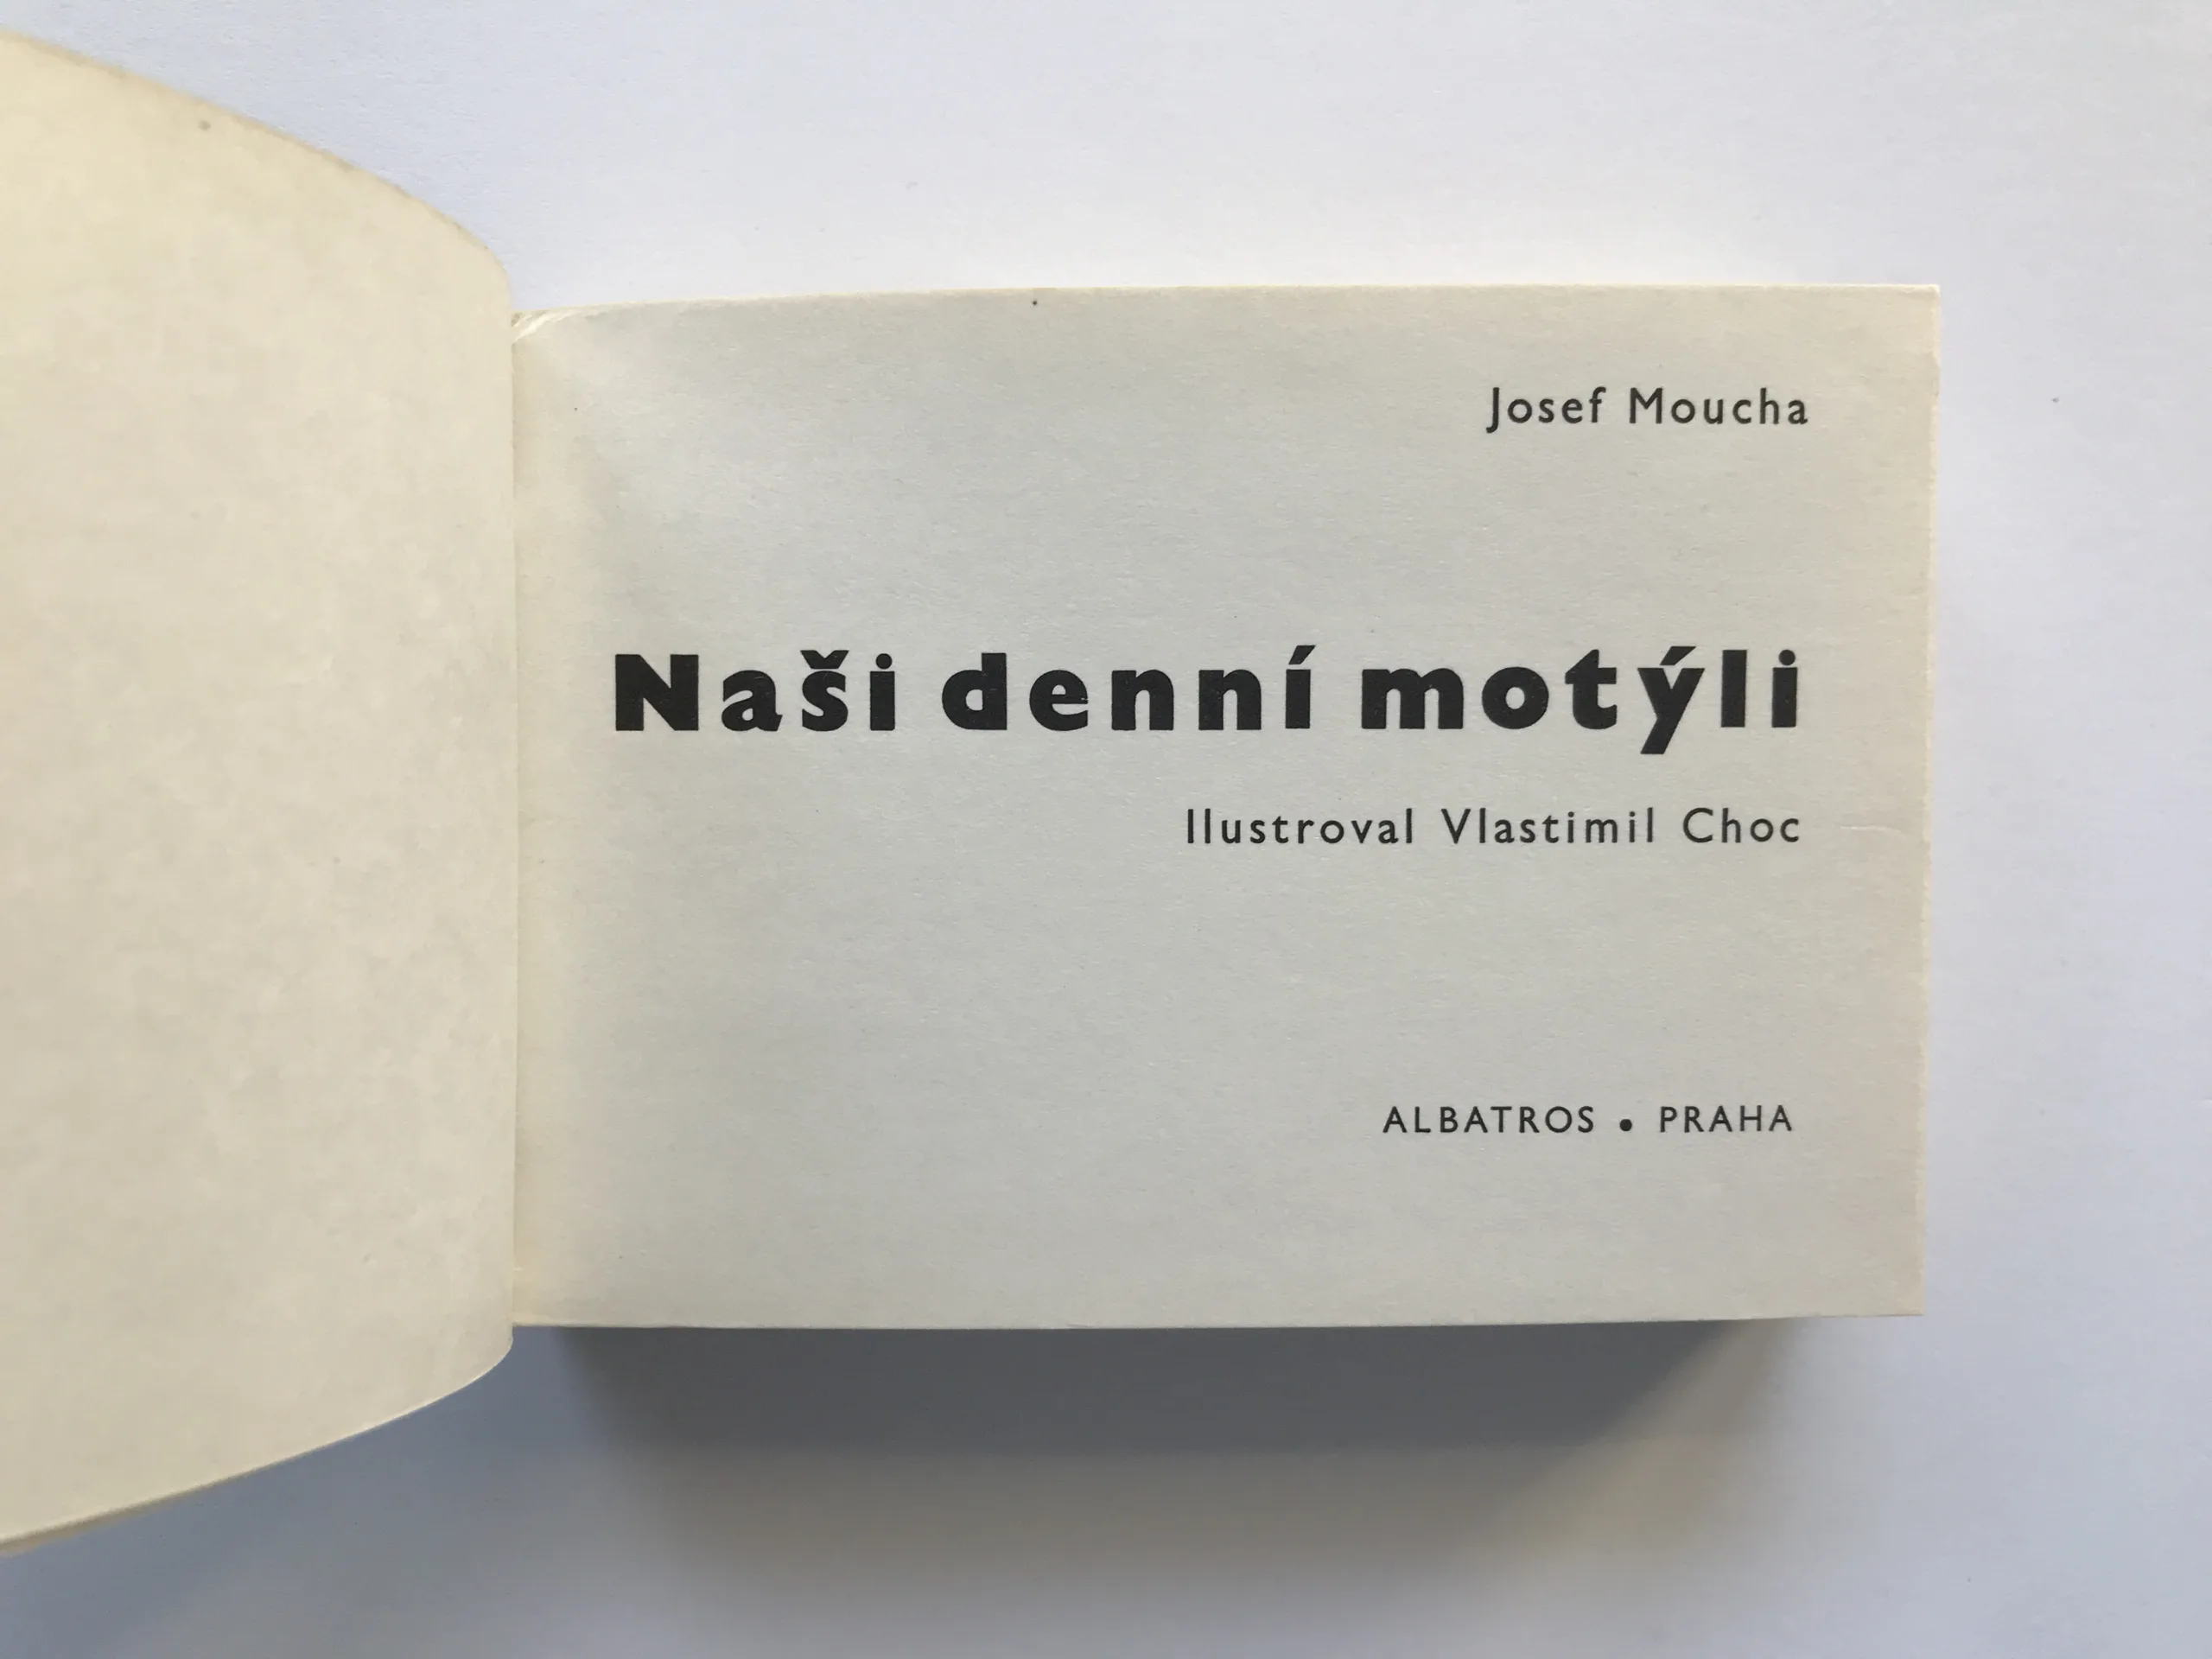 Josef Moucha
Naši denní motýli
Ilustroval Vlastimil Choc
ALBATROS • PRAHA